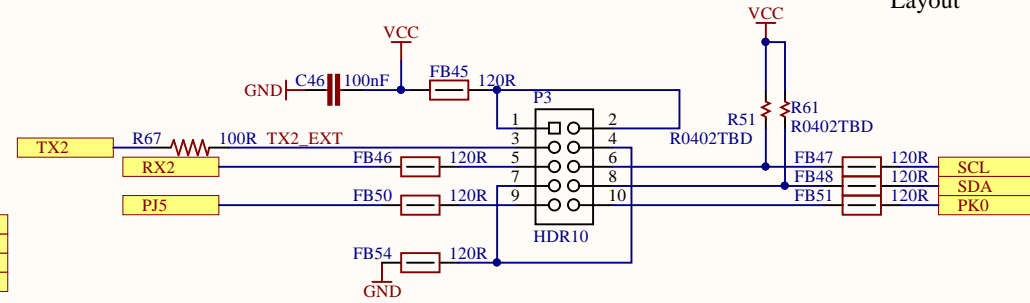 Layout
VCC
VCC
FB45
GND C46 100nF 120R
P3
R51 R61
R0402TBD
R0402TBD
1 2
TX2 R67 100R TX2_EXT 3 4
RX2 FB46 120R 5 6 FB47 120R SCL
7 8 FB48 120R SDA
PJ5 FB50 120R 9 10 FB51 120R PK0
HDR10
FB54 120R
GND